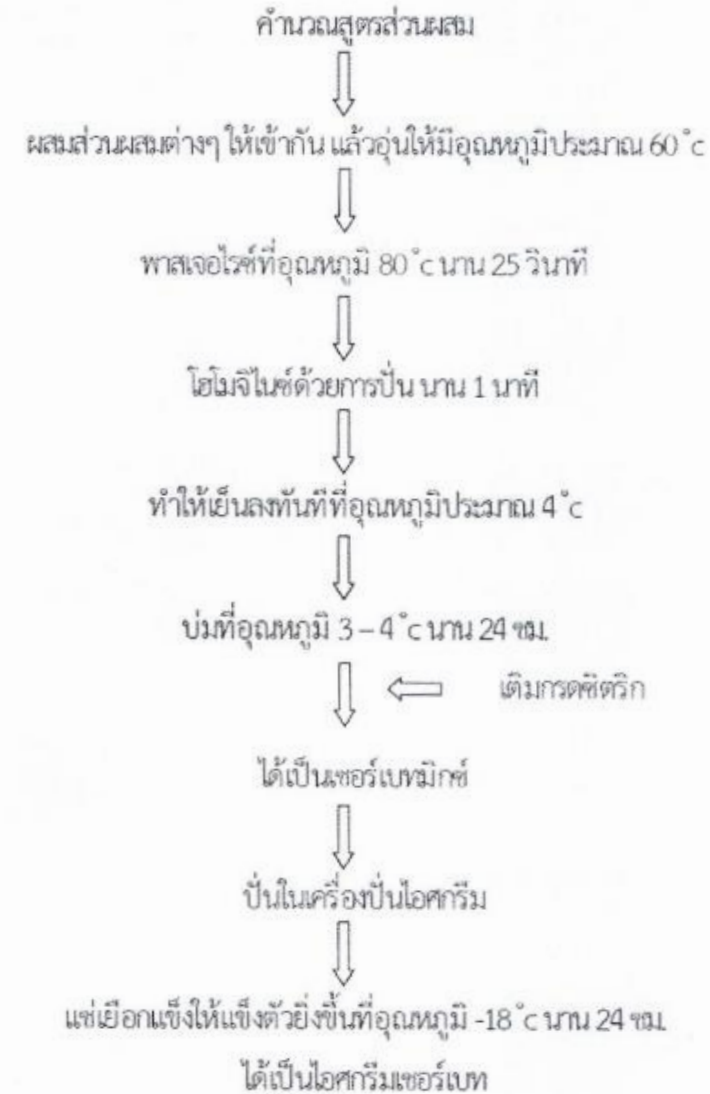 คำนวณสูตรส่วนผสม
ผสมส่วนผสมต่างๆ ให้เข้ากัน แล้วอุ่นให้มีอุณหภูมิประมาณ 60 °c
พาสเจอไรซ์ที่อุณหภูมิ 80 °c นาน 25 วินาที
โฮโมจิไนซ์ด้วยการปั่น นาน 1 นาที
ทำให้เย็นลงทันทีที่อุณหภูมิประมาณ 4 °c
บ่มที่อุณหภูมิ 3 – 4 °c นาน 24 ชม.
เติมกรดซิตริก
ได้เป็นเชอร์เบทมิกซ์
ปั่นในเครื่องปั่นไอศกรีม
แช่เยือกแข็งให้แข็งตัวยิ่งขึ้นที่อุณหภูมิ -18 °c นาน 24 ชม.
ได้เป็นไอศกรีมเชอร์เบท